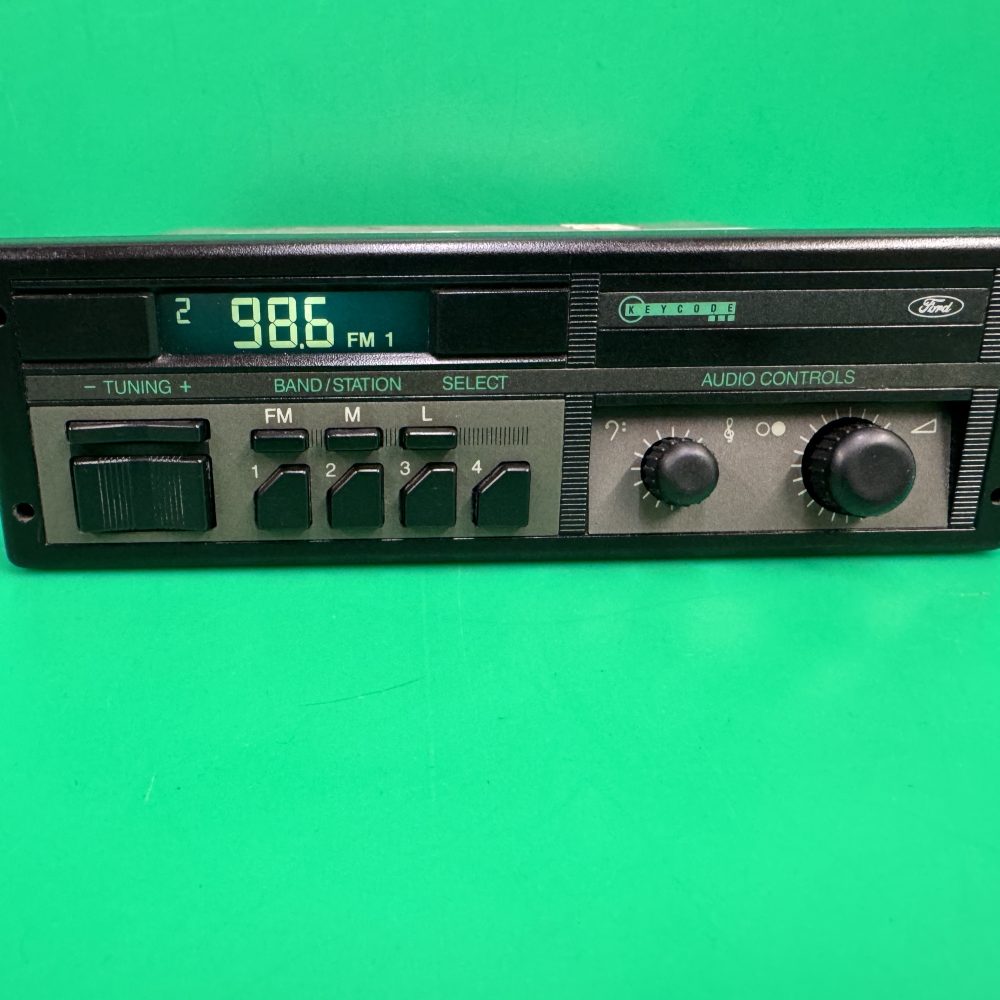 2 98.6 FM 1
KEYCODE
Ford
− TUNING +
BAND/STATION SELECT
AUDIO CONTROLS
FM M L
1 2 3 4